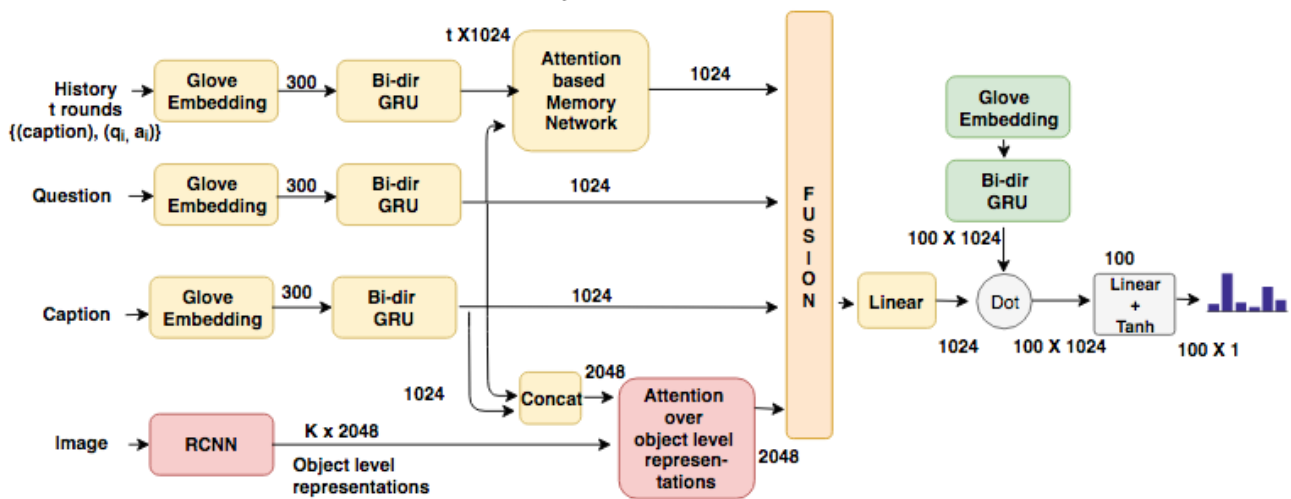 History
t rounds
{(caption), (qi, ai)}
Glove
Embedding
300
Bi-dir
GRU
t X1024
Attention
based
Memory
Network
1024
Question
Glove
Embedding
300
Bi-dir
GRU
1024
Caption
Glove
Embedding
300
Bi-dir
GRU
1024
1024
Concat
2048
Image
RCNN
K x 2048
Object level
representations
Attention
over
object level
represen-
tations
2048
F
U
S
I
O
N
Linear
1024
Glove
Embedding
Bi-dir
GRU
100 X 1024
Dot
100 X 1024
100
Linear
+
Tanh
100 X 1